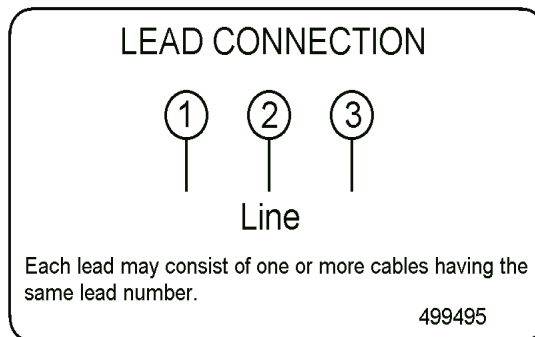 LEAD CONNECTION
1 2 3
Line
Each lead may consist of one or more cables having the
same lead number.
499495